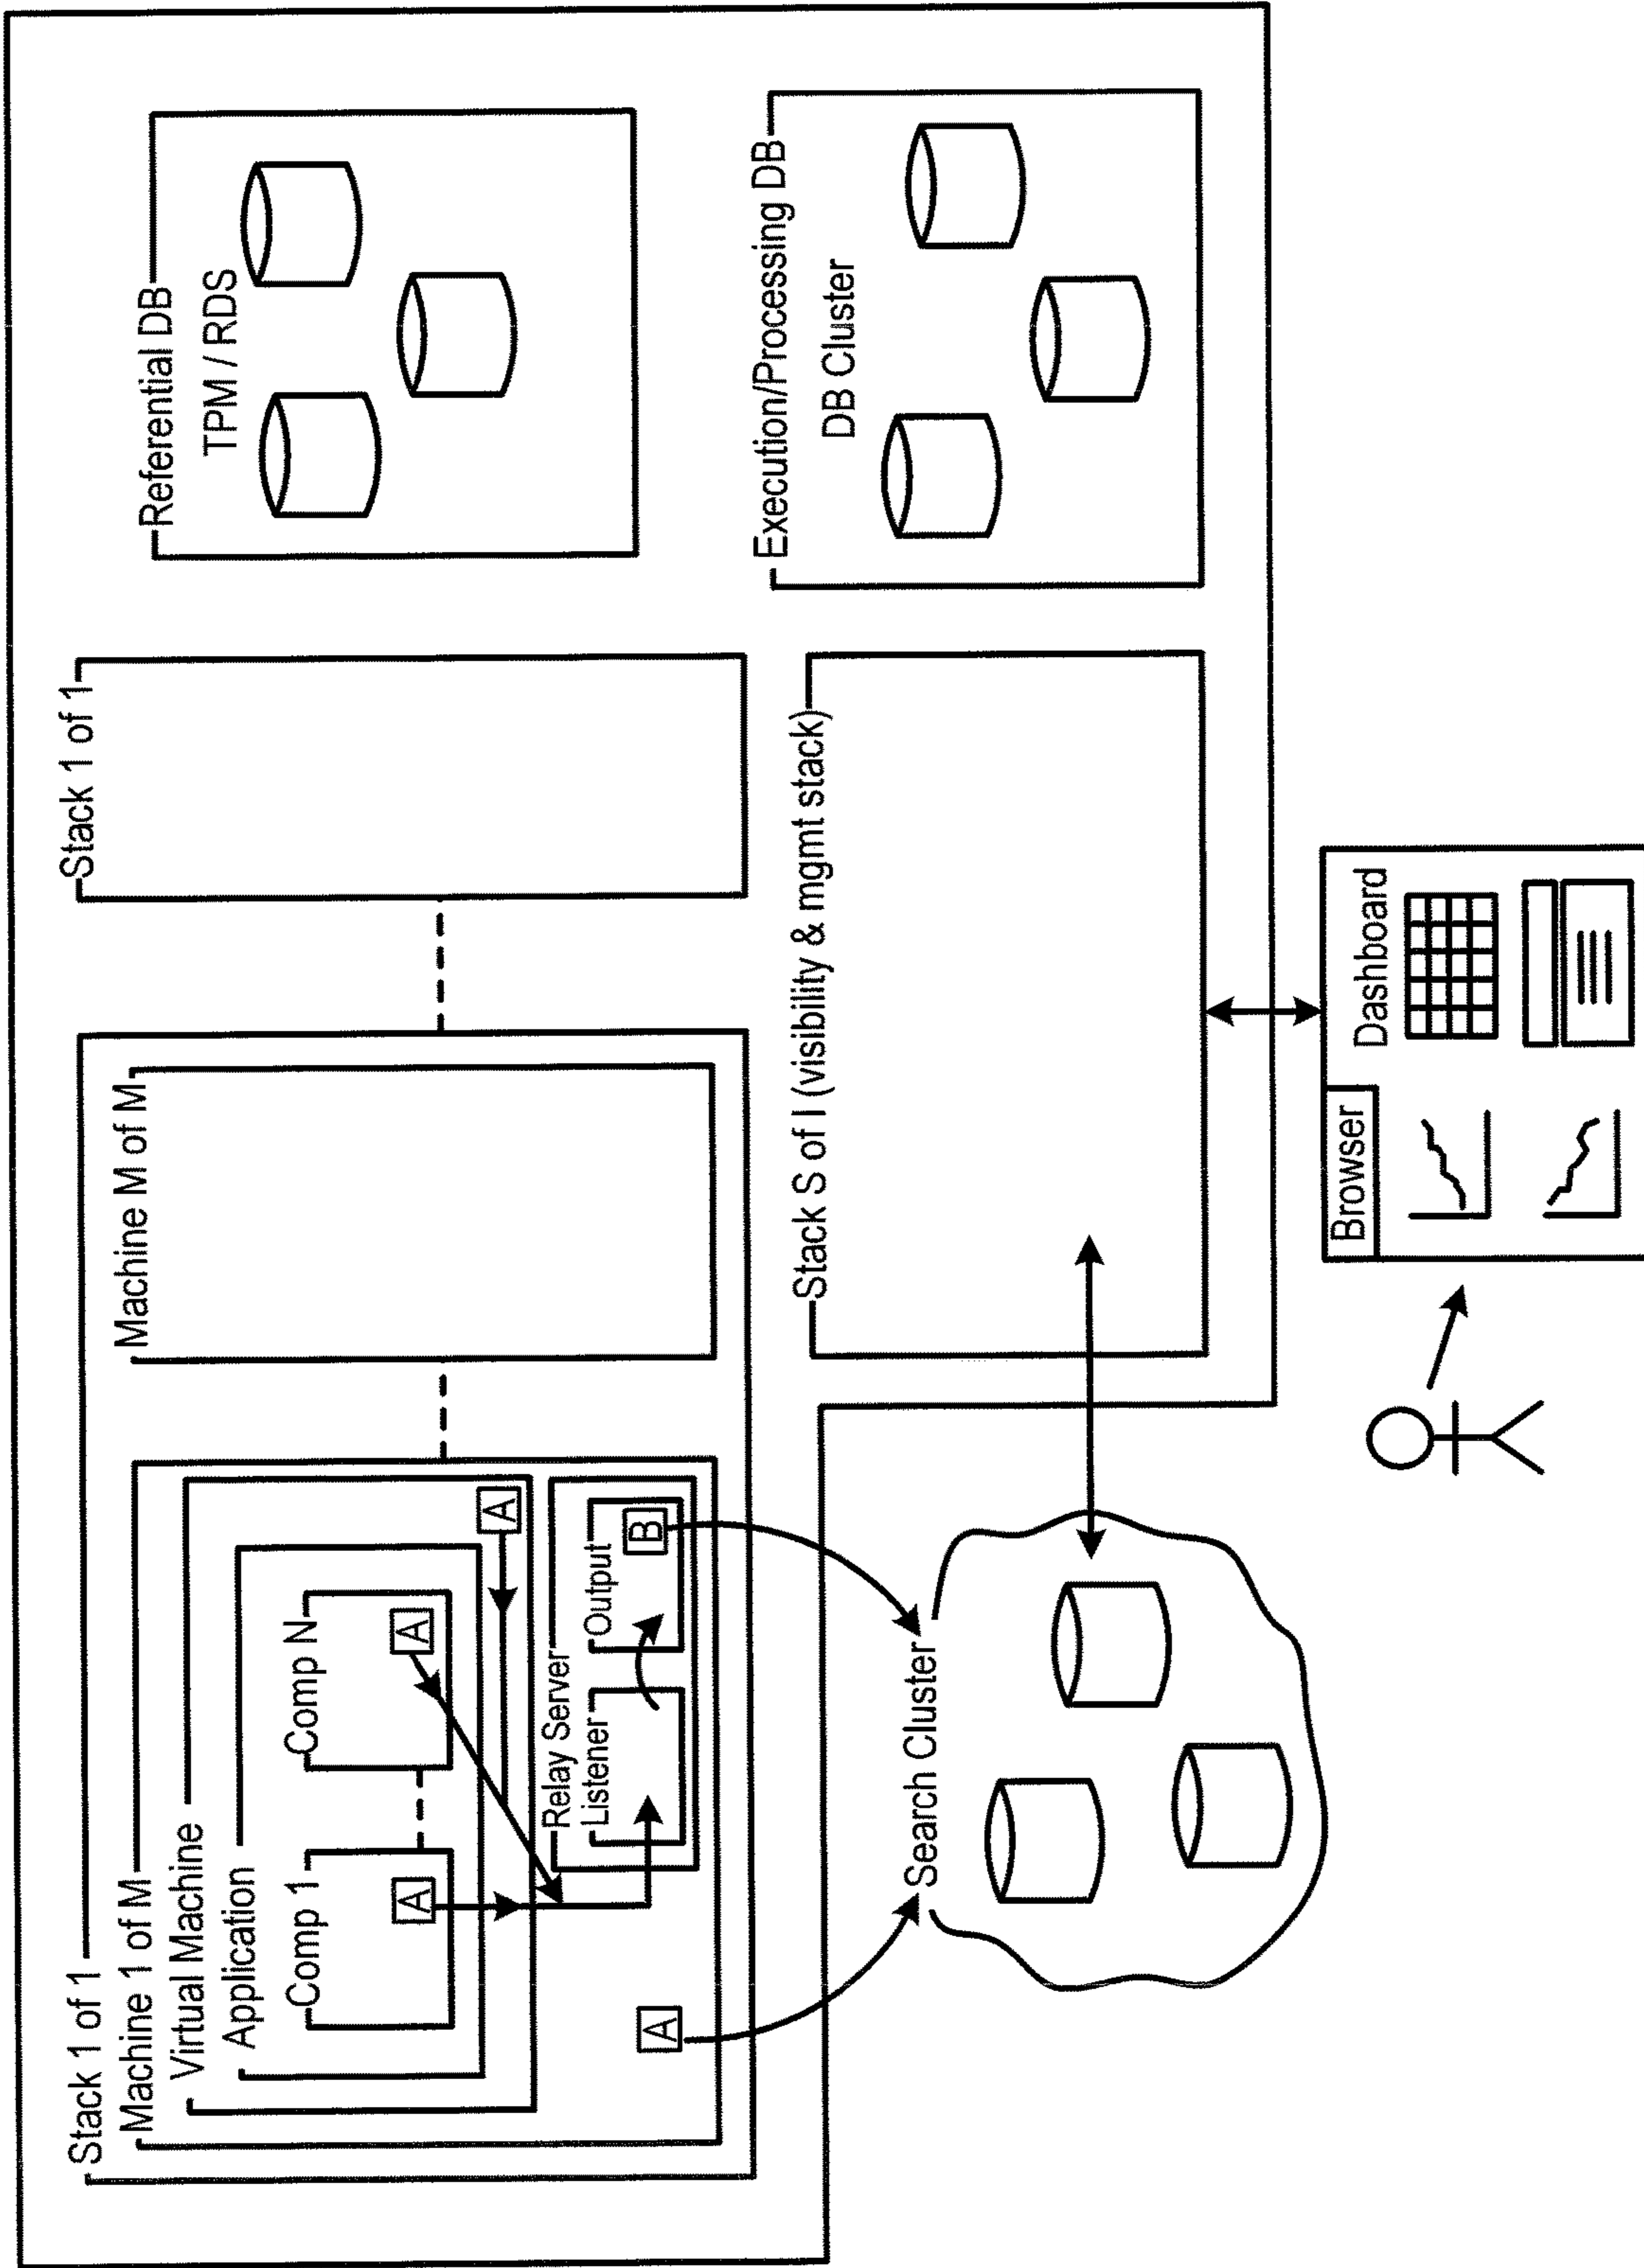 Stack 1 of 1
Machine 1 of M
Virtual Machine
Application
Comp 1
A
Comp N
A
A
A
Relay Server
Listener
Output
B
Machine M of M
Stack 1 of 1
Referential DB
TPM / RDS
Stack S of I (visibility & mgmt stack)
Execution/Processing DB
DB Cluster
Search Cluster
Browser
Dashboard